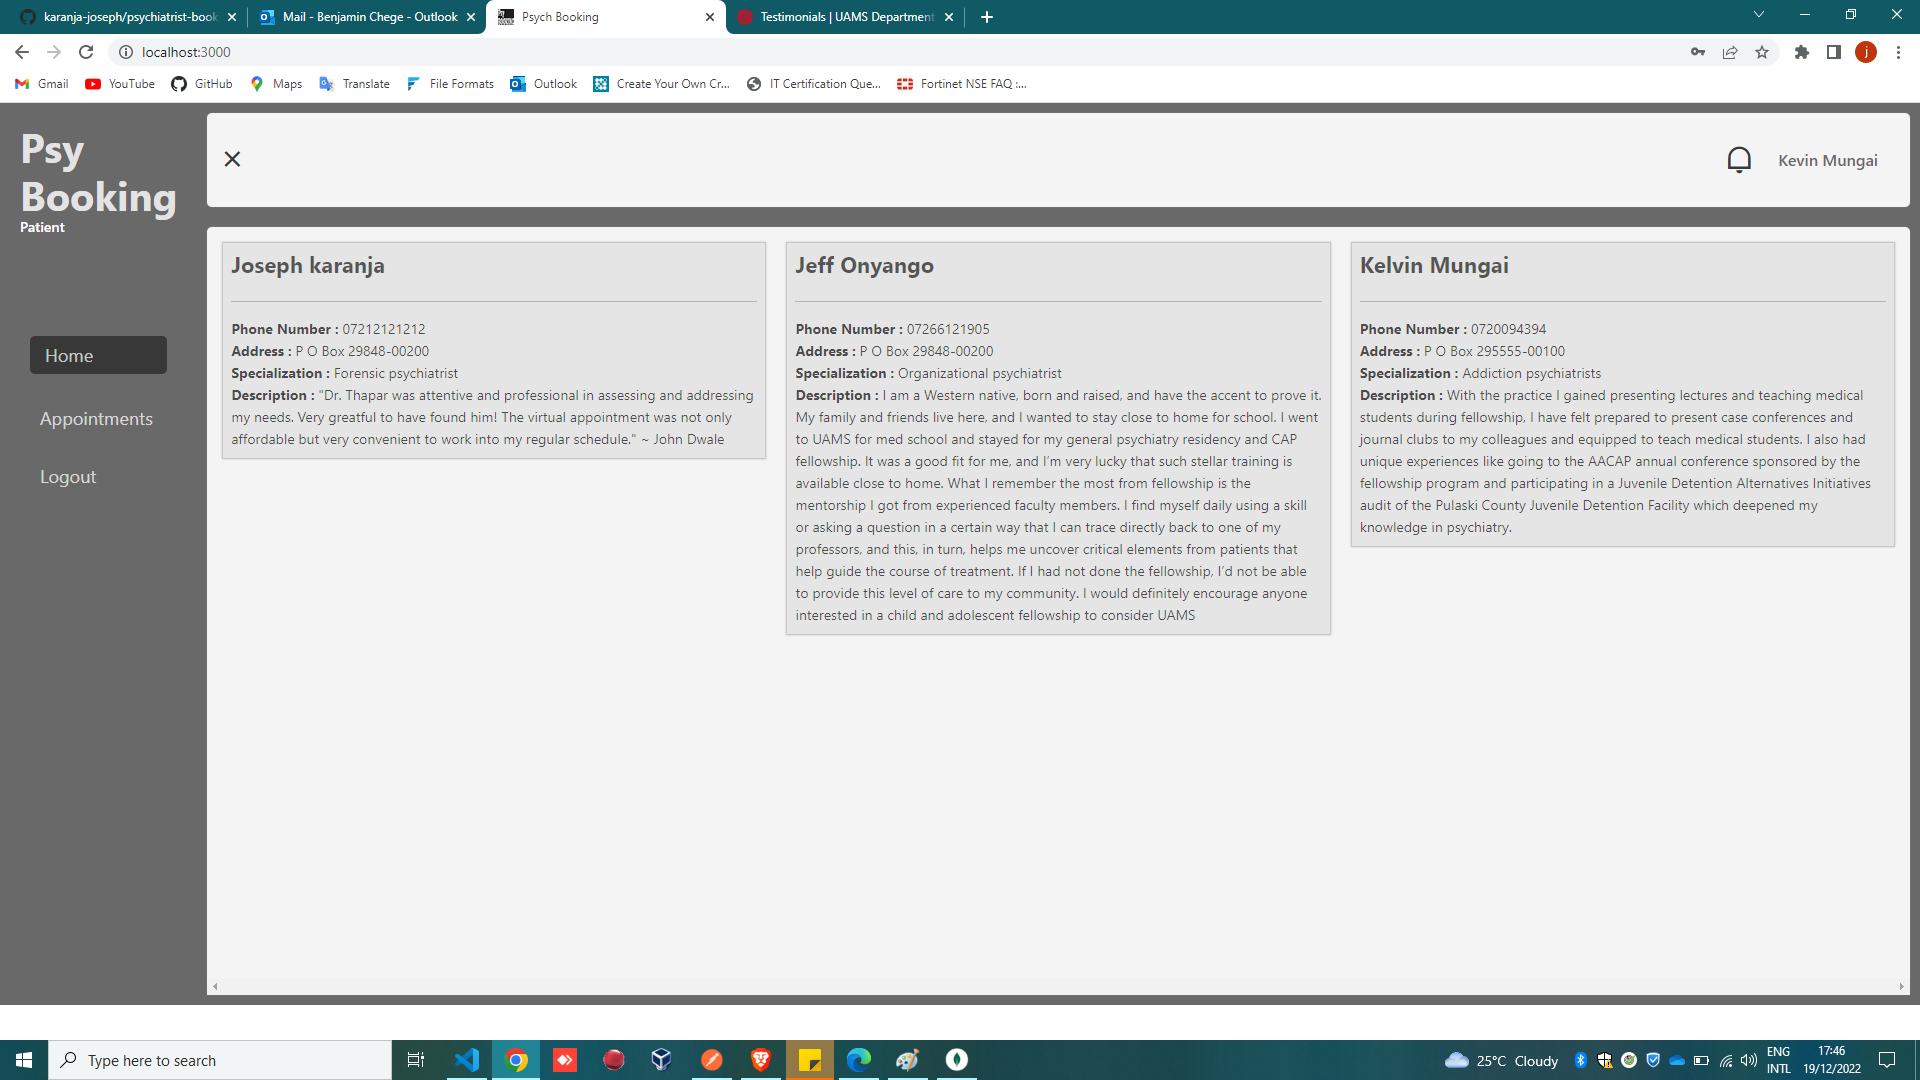 karanja-joseph/psychiatrist-book
Mail - Benjamin Chege - Outlook
Psych Booking
Testimonials | UAMS Department
localhost:3000
j
Gmail
YouTube
GitHub
Maps
Translate
File Formats
Outlook
Create Your Own Cr...
IT Certification Que...
Fortinet NSE FAQ :...
Psy
Booking
Patient
Home
Appointments
Logout
Kevin Mungai
Joseph karanja
Phone Number : 07212121212
Address : P O Box 29848-00200
Specialization : Forensic psychiatrist
Description : "Dr. Thapar was attentive and professional in assessing and addressing
my needs. Very greatful to have found him! The virtual appointment was not only
affordable but very convenient to work into my regular schedule." ~ John Dwale
Jeff Onyango
Phone Number : 07266121905
Address : P O Box 29848-00200
Specialization : Organizational psychiatrist
Description : I am a Western native, born and raised, and have the accent to prove it.
My family and friends live here, and I wanted to stay close to home for school. I went
to UAMS for med school and stayed for my general psychiatry residency and CAP
fellowship. It was a good fit for me, and I’m very lucky that such stellar training is
available close to home. What I remember the most from fellowship is the
mentorship I got from experienced faculty members. I find myself daily using a skill
or asking a question in a certain way that I can trace directly back to one of my
professors, and this, in turn, helps me uncover critical elements from patients that
help guide the course of treatment. If I had not done the fellowship, I’d not be able
to provide this level of care to my community. I would definitely encourage anyone
interested in a child and adolescent fellowship to consider UAMS
Kelvin Mungai
Phone Number : 0720094394
Address : P O Box 295555-00100
Specialization : Addiction psychiatrists
Description : With the practice I gained presenting lectures and teaching medical
students during fellowship, I have felt prepared to present case conferences and
journal clubs to my colleagues and equipped to teach medical students. I also had
unique experiences like going to the AACAP annual conference sponsored by the
fellowship program and participating in a Juvenile Detention Alternatives Initiatives
audit of the Pulaski County Juvenile Detention Facility which deepened my
knowledge in psychiatry.
Type here to search
25°C Cloudy
ENG
INTL
17:46
19/12/2022